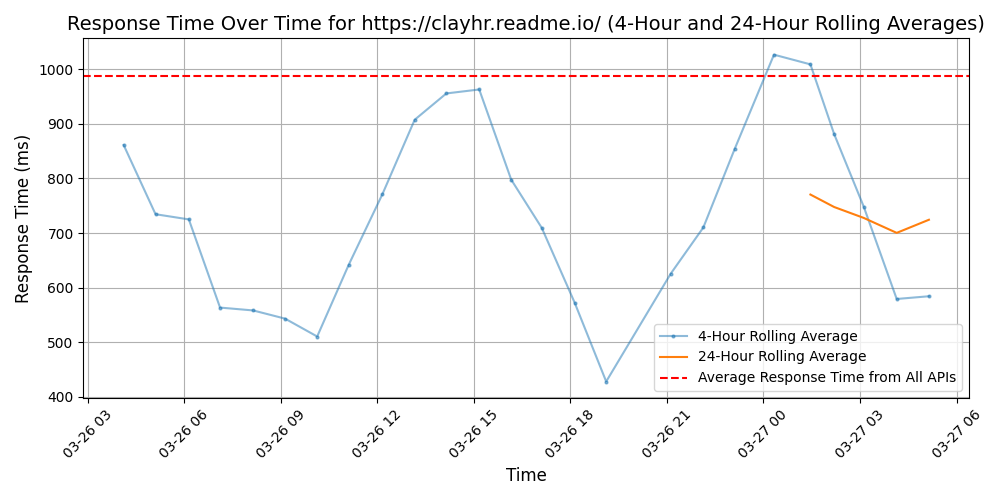 Response Time Over Time for https://clayhr.readme.io/ (4-Hour and 24-Hour Rolling Averages)
Response Time (ms)
1000
900
800
700
600
500
400
4-Hour Rolling Average
24-Hour Rolling Average
Average Response Time from All APIs
03-26 03
03-26 06
03-26 09
03-26 12
03-26 15
03-26 18
03-26 21
03-27 00
03-27 03
03-27 06
Time